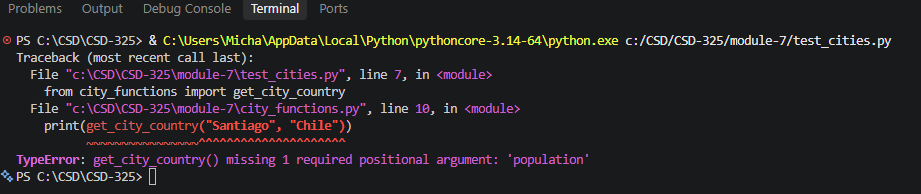 Problems Output Debug Console Terminal Ports
PS C:\CSD\CSD-325> & C:\Users\Micha\AppData\Local\Python\pythoncore-3.14-64\python.exe c:/CSD/CSD-325/module-7/test_cities.py
Traceback (most recent call last):
  File "c:\CSD\CSD-325\module-7\test_cities.py", line 7, in <module>
    from city_functions import get_city_country
  File "c:\CSD\CSD-325\module-7\city_functions.py", line 10, in <module>
    print(get_city_country("Santiago", "Chile"))
          ~~~~~~~~~~~~~~~~^^^^^^^^^^^^^^^^^^^^^
TypeError: get_city_country() missing 1 required positional argument: 'population'
PS C:\CSD\CSD-325>